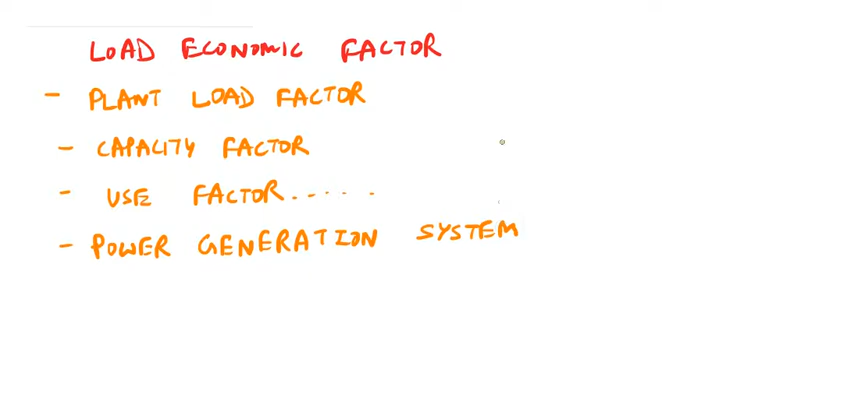 LOAD ECONOMIC FACTOR
- PLANT LOAD FACTOR
- CAPACITY FACTOR
- USE FACTOR......
- POWER GENERATION SYSTEM